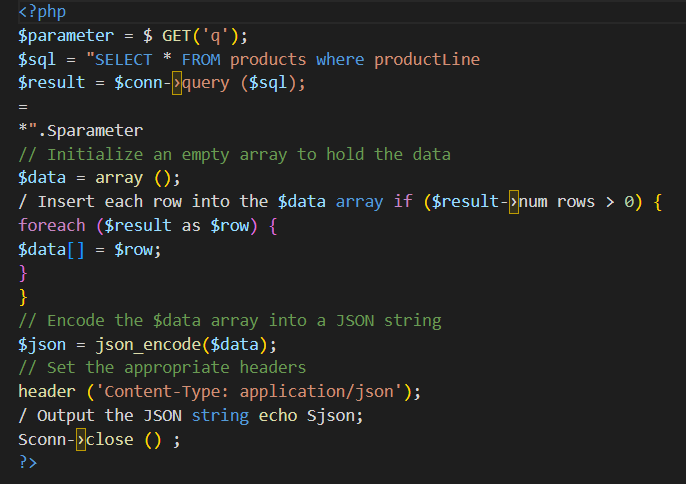 <?php
$parameter = $ GET('q');
$sql = "SELECT * FROM products where productLine
$result = $conn-›query ($sql);
=
*".Sparameter
// Initialize an empty array to hold the data
$data = array ();
/ Insert each row into the $data array if ($result-›num rows > 0) {
foreach ($result as $row) {
$data[] = $row;
}
}
// Encode the $data array into a JSON string
$json = json_encode($data);
// Set the appropriate headers
header ('Content-Type: application/json');
/ Output the JSON string echo Sjson;
Sconn-›close () ;
?>